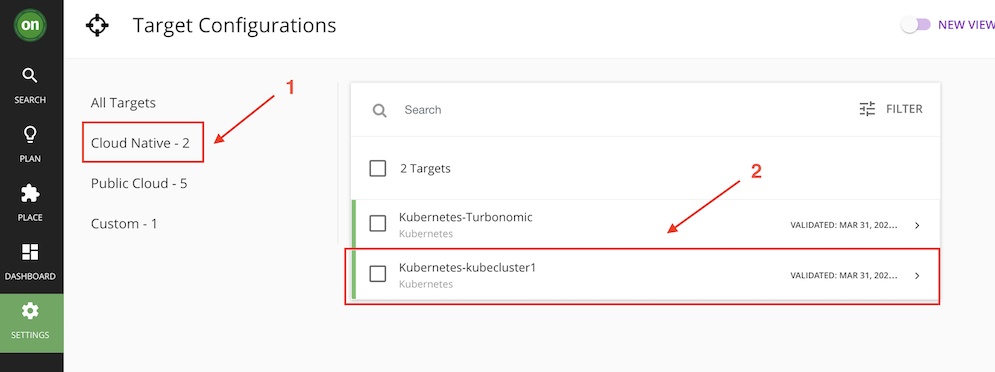 on
Target Configurations
NEW VIEW
SEARCH
PLAN
PLACE
DASHBOARD
SETTINGS
1
All Targets
Cloud Native - 2
Public Cloud - 5
Custom - 1
Search
FILTER
2 Targets
2
Kubernetes-Turbonomic
Kubernetes
VALIDATED: MAR 31, 202...
Kubernetes-kubecluster1
Kubernetes
VALIDATED: MAR 31, 202...